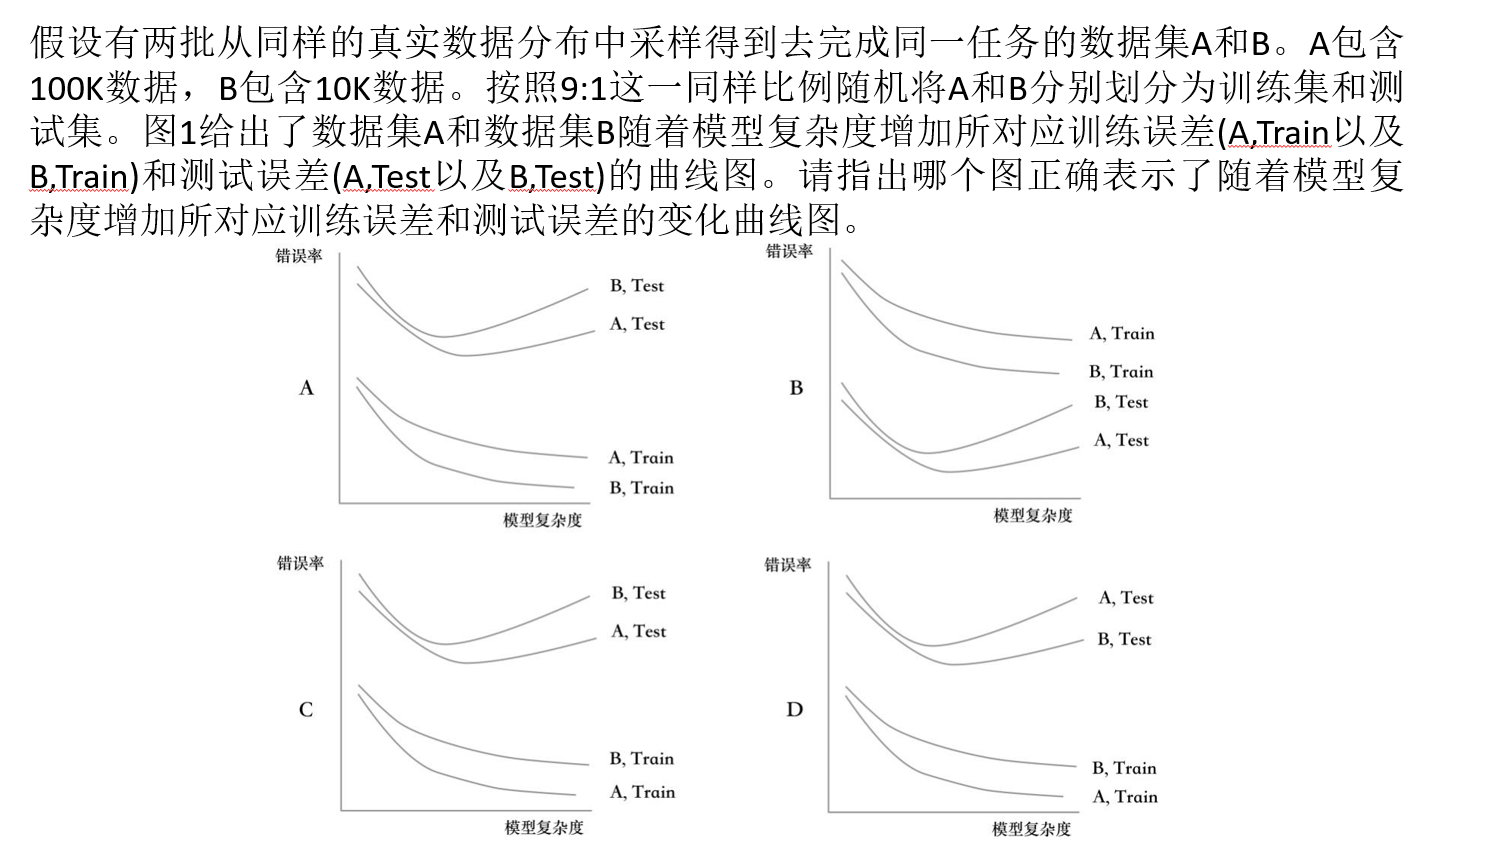 假设有两批从同样的真实数据分布中采样得到去完成同一任务的数据集A和B。A包含
100K数据，B包含10K数据。按照9:1这一同样比例随机将A和B分别划分为训练集和测
试集。图1给出了数据集A和数据集B随着模型复杂度增加所对应训练误差(A,Train以及
B,Train)和测试误差(A,Test以及B,Test)的曲线图。请指出哪个图正确表示了随着模型复
杂度增加所对应训练误差和测试误差的变化曲线图。
错误率
B, Test
A, Test
A
A, Train
B, Train
模型复杂度
错误率
A, Train
B, Train
B
B, Test
A, Test
模型复杂度
错误率
B, Test
A, Test
C
B, Train
A, Train
模型复杂度
错误率
A, Test
B, Test
D
B, Train
A, Train
模型复杂度